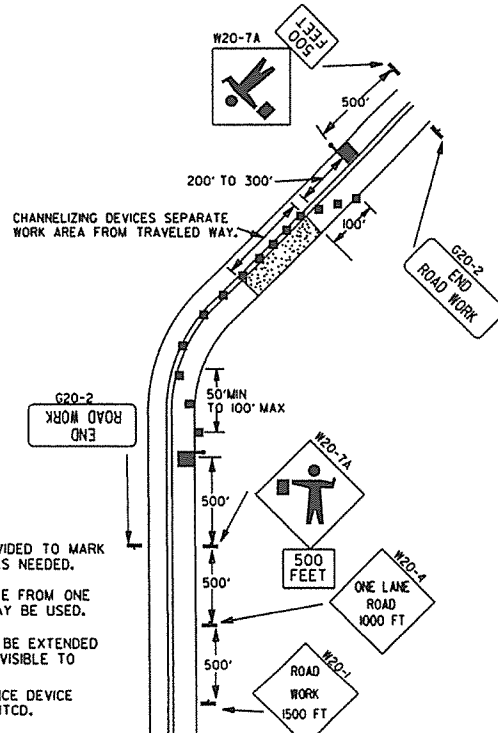 W20-7A
500
FEET
500'
200' TO 300'
CHANNELIZING DEVICES SEPARATE
WORK AREA FROM TRAVELED WAY.
100'
G20-2
END
ROAD WORK
G20-2
END
ROAD WORK
50'MIN
TO 100' MAX
500'
W20-7A
500
FEET
500'
W20-4
ONE LANE
ROAD
1000 FT
500'
W20-1
ROAD
WORK
1500 FT
VIDED TO MARK
S NEEDED.
E FROM ONE
AY BE USED.
BE EXTENDED
VISIBLE TO
ICE DEVICE
TCD.